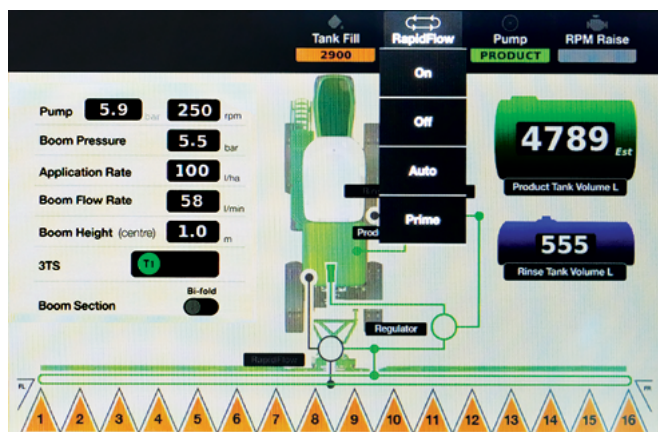 Tank Fill
2900
RapidFlow
Pump
PRODUCT
RPM Raise
On
Off
Auto
Prime
Pump 5.9 bar 250 rpm
Boom Pressure 5.5 bar
Application Rate 100 l/ha
Boom Flow Rate 58 l/min
Boom Height (centre) 1.0 m
3TS T1
Bi-fold
Boom Section
4789 Est
Product Tank Volume L
555
Rinse Tank Volume L
Prod
Regulator
RapidFlow
FL
1 2 3 4 5 6 7 8 9 10 11 12 13 14 15 16